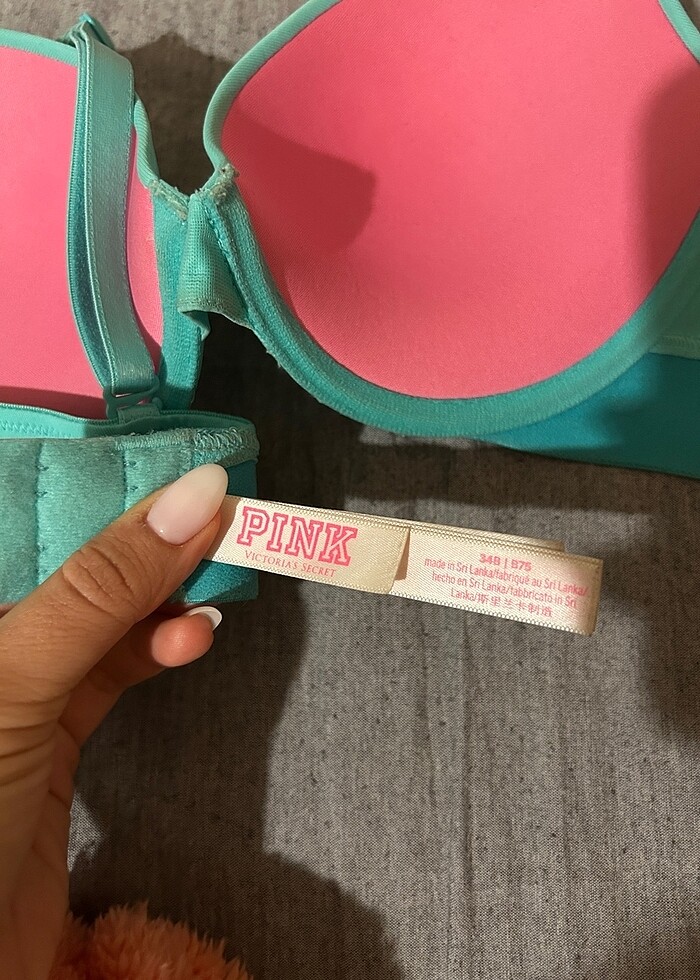 PINK
VICTORIA'S SECRET
34B | B75
made in Sri Lanka/fabriqué au Sri Lanka/
hecho en Sri Lanka/fabbricato in Sri
Lanka/斯里兰卡制造